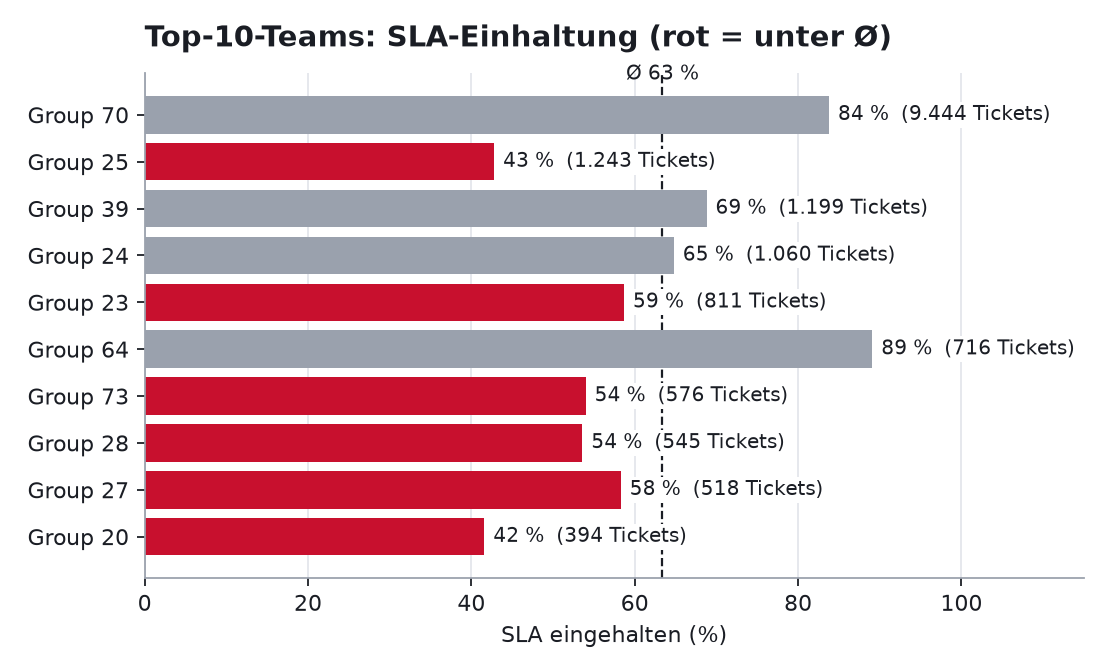 Top-10-Teams: SLA-Einhaltung (rot = unter Ø)
Ø 63 %
Group 70 84 % (9.444 Tickets)
Group 25 43 % (1.243 Tickets)
Group 39 69 % (1.199 Tickets)
Group 24 65 % (1.060 Tickets)
Group 23 59 % (811 Tickets)
Group 64 89 % (716 Tickets)
Group 73 54 % (576 Tickets)
Group 28 54 % (545 Tickets)
Group 27 58 % (518 Tickets)
Group 20 42 % (394 Tickets)
0 20 40 60 80 100
SLA eingehalten (%)